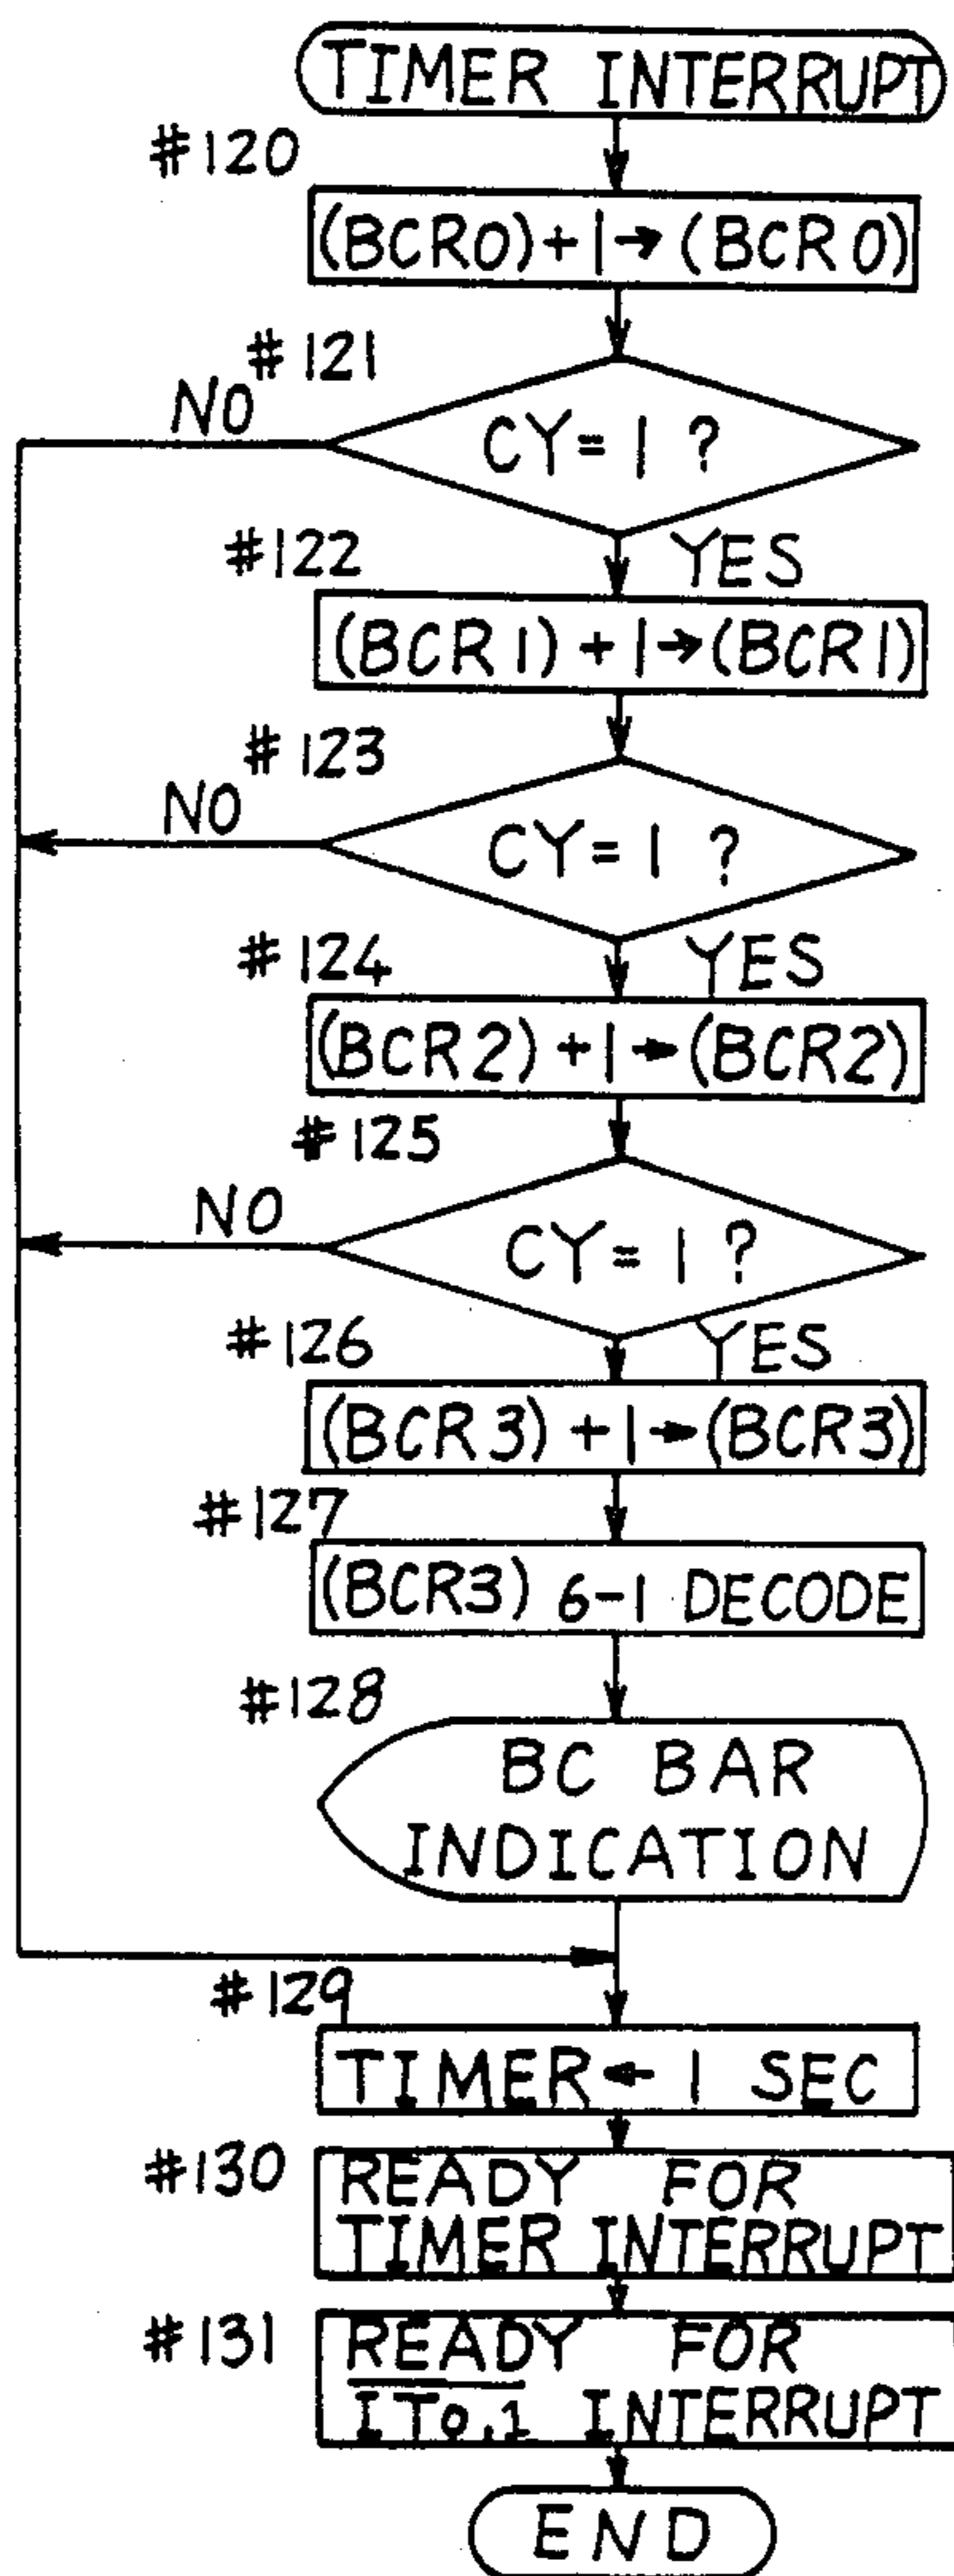 TIMER INTERRUPT
#120
(BCR0)+1→(BCR0)
#121
NO
CY=1 ?
#122
YES
(BCR1)+1→(BCR1)
#123
NO
CY=1 ?
#124
YES
(BCR2)+1→(BCR2)
#125
NO
CY=1 ?
#126
YES
(BCR3)+1→(BCR3)
#127
(BCR3) 6-1 DECODE
#128
BC BAR
INDICATION
#129
TIMER← 1 SEC
#130
READY FOR
TIMER INTERRUPT
#131
READY FOR
ITo.1 INTERRUPT
END